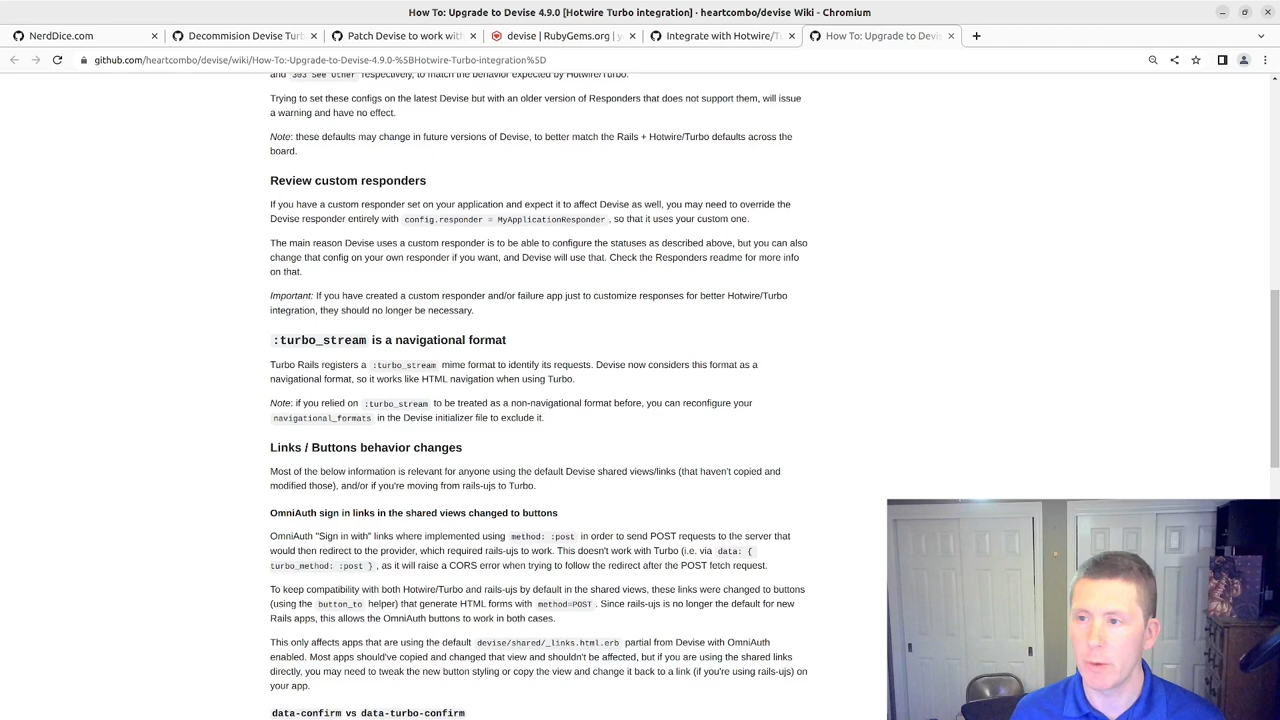 How To: Upgrade to Devise 4.9.0 [Hotwire Turbo integration] · heartcombo/devise Wiki - Chromium
NerdDice.com
Decommision Devise Turb
Patch Devise to work with
devise | RubyGems.org | y
Integrate with Hotwire/T
How To: Upgrade to Devis
github.com/heartcombo/devise/wiki/How-To:-Upgrade-to-Devise-4.9.0-%5BHotwire-Turbo-integration%5D
and 303 See Other respectively, to match the behavior expected by Hotwire/Turbo.
Trying to set these configs on the latest Devise but with an older version of Responders that does not support them, will issue
a warning and have no effect.
Note: these defaults may change in future versions of Devise, to better match the Rails + Hotwire/Turbo defaults across the
board.
Review custom responders
If you have a custom responder set on your application and expect it to affect Devise as well, you may need to override the
Devise responder entirely with config.responder = MyApplicationResponder, so that it uses your custom one.
The main reason Devise uses a custom responder is to be able to configure the statuses as described above, but you can also
change that config on your own responder if you want, and Devise will use that. Check the Responders readme for more info
on that.
Important: If you have created a custom responder and/or failure app just to customize responses for better Hotwire/Turbo
integration, they should no longer be necessary.
:turbo_stream is a navigational format
Turbo Rails registers a :turbo_stream mime format to identify its requests. Devise now considers this format as a
navigational format, so it works like HTML navigation when using Turbo.
Note: if you relied on :turbo_stream to be treated as a non-navigational format before, you can reconfigure your
navigational_formats in the Devise initializer file to exclude it.
Links / Buttons behavior changes
Most of the below information is relevant for anyone using the default Devise shared views/links (that haven't copied and
modified those), and/or if you're moving from rails-ujs to Turbo.
OmniAuth sign in links in the shared views changed to buttons
OmniAuth "Sign in with" links where implemented using method: :post in order to send POST requests to the server that
would then redirect to the provider, which required rails-ujs to work. This doesn't work with Turbo (i.e. via data: {
turbo_method: :post } , as it will raise a CORS error when trying to follow the redirect after the POST fetch request.
To keep compatibility with both Hotwire/Turbo and rails-ujs by default in the shared views, these links were changed to buttons
(using the button_to helper) that generate HTML forms with method=POST. Since rails-ujs is no longer the default for new
Rails apps, this allows the OmniAuth buttons to work in both cases.
This only affects apps that are using the default devise/shared/_links.html.erb partial from Devise with OmniAuth
enabled. Most apps should've copied and changed that view and shouldn't be affected, but if you are using the shared links
directly, you may need to tweak the new button styling or copy the view and change it back to a link (if you're using rails-ujs) on
your app.
data-confirm vs data-turbo-confirm